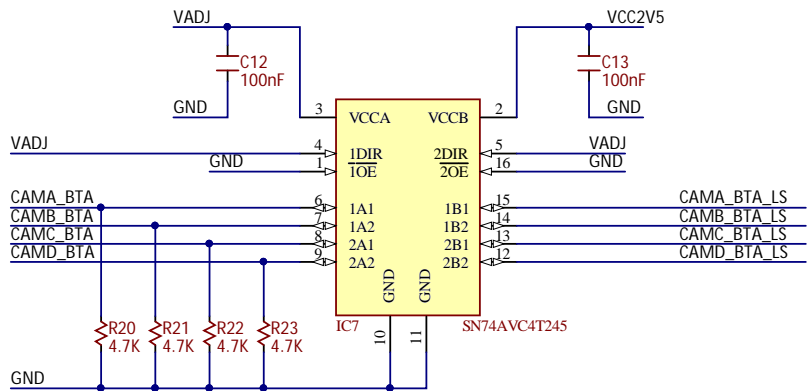 VADJ VCC2V5
C12 C13
100nF 100nF
GND GND
3 VCCA VCCB 2
VADJ 4 1DIR 2DIR 5 VADJ
GND 1 1OE 2OE 16 GND
CAMA_BTA 6 1A1 1B1 15 CAMA_BTA_LS
CAMB_BTA 7 1A2 1B2 14 CAMB_BTA_LS
CAMC_BTA 8 2A1 2B1 13 CAMC_BTA_LS
CAMD_BTA 9 2A2 2B2 12 CAMD_BTA_LS
GND GND
R20 R21 R22 R23 IC7 10 11 SN74AVC4T245
4.7K 4.7K 4.7K 4.7K
GND